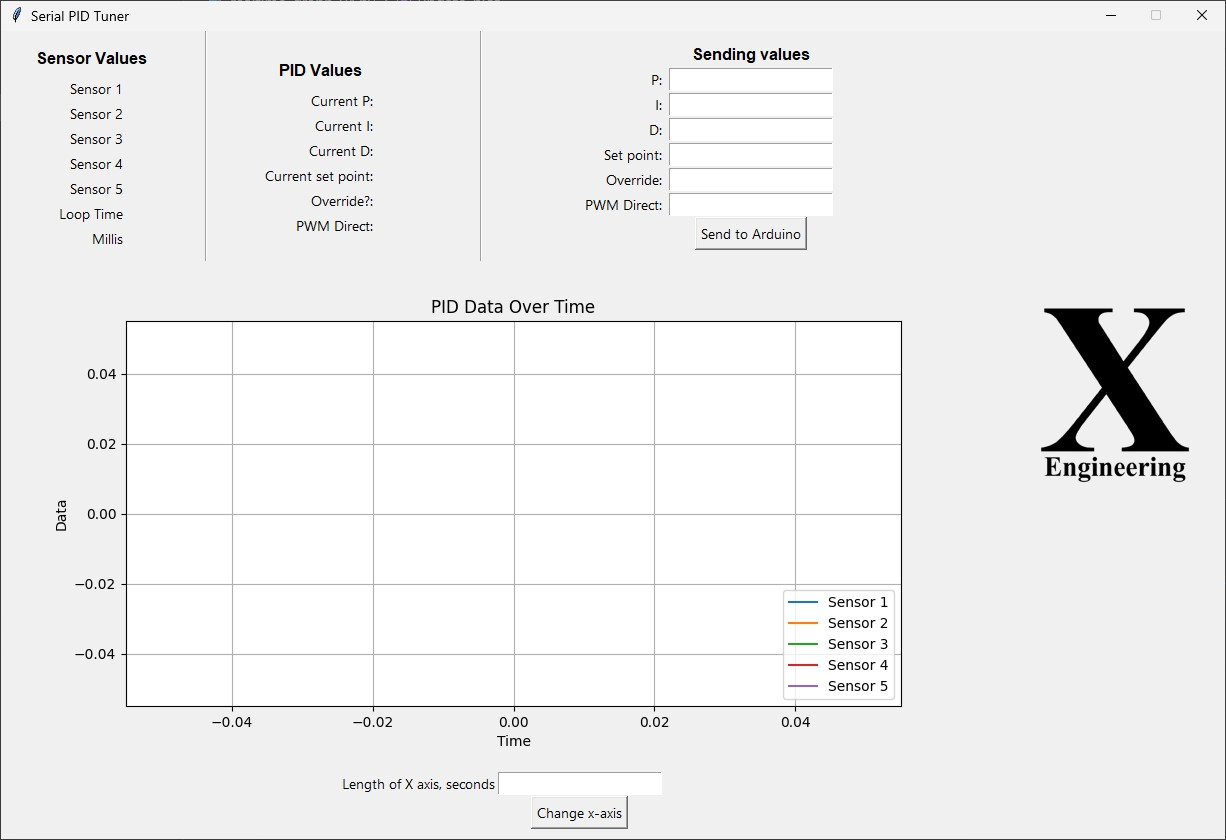 Serial PID Tuner
Sensor Values
Sensor 1
Sensor 2
Sensor 3
Sensor 4
Sensor 5
Loop Time
Millis
PID Values
Current P:
Current I:
Current D:
Current set point:
Override?:
PWM Direct:
Sending values
P:
I:
D:
Set point:
Override:
PWM Direct:
Send to Arduino
PID Data Over Time
0.04
0.02
0.00
−0.02
−0.04
Data
Sensor 1
Sensor 2
Sensor 3
Sensor 4
Sensor 5
−0.04 −0.02 0.00 0.02 0.04
Time
X
Engineering
Length of X axis, seconds
Change x-axis